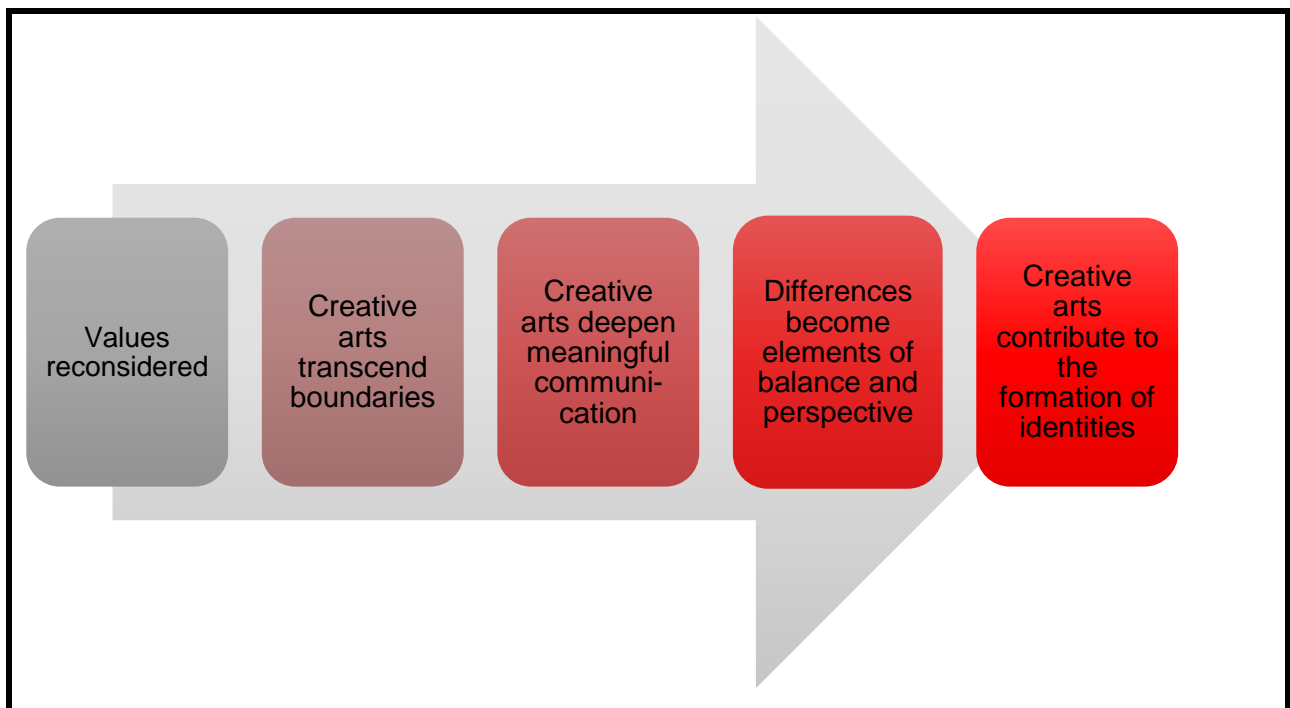 Values
reconsidered
Creative
arts
transcend
boundaries
Creative
arts deepen
meaningful
communi-
cation
Differences
become
elements of
balance and
perspective
Creative
arts
contribute to
the
formation of
identities